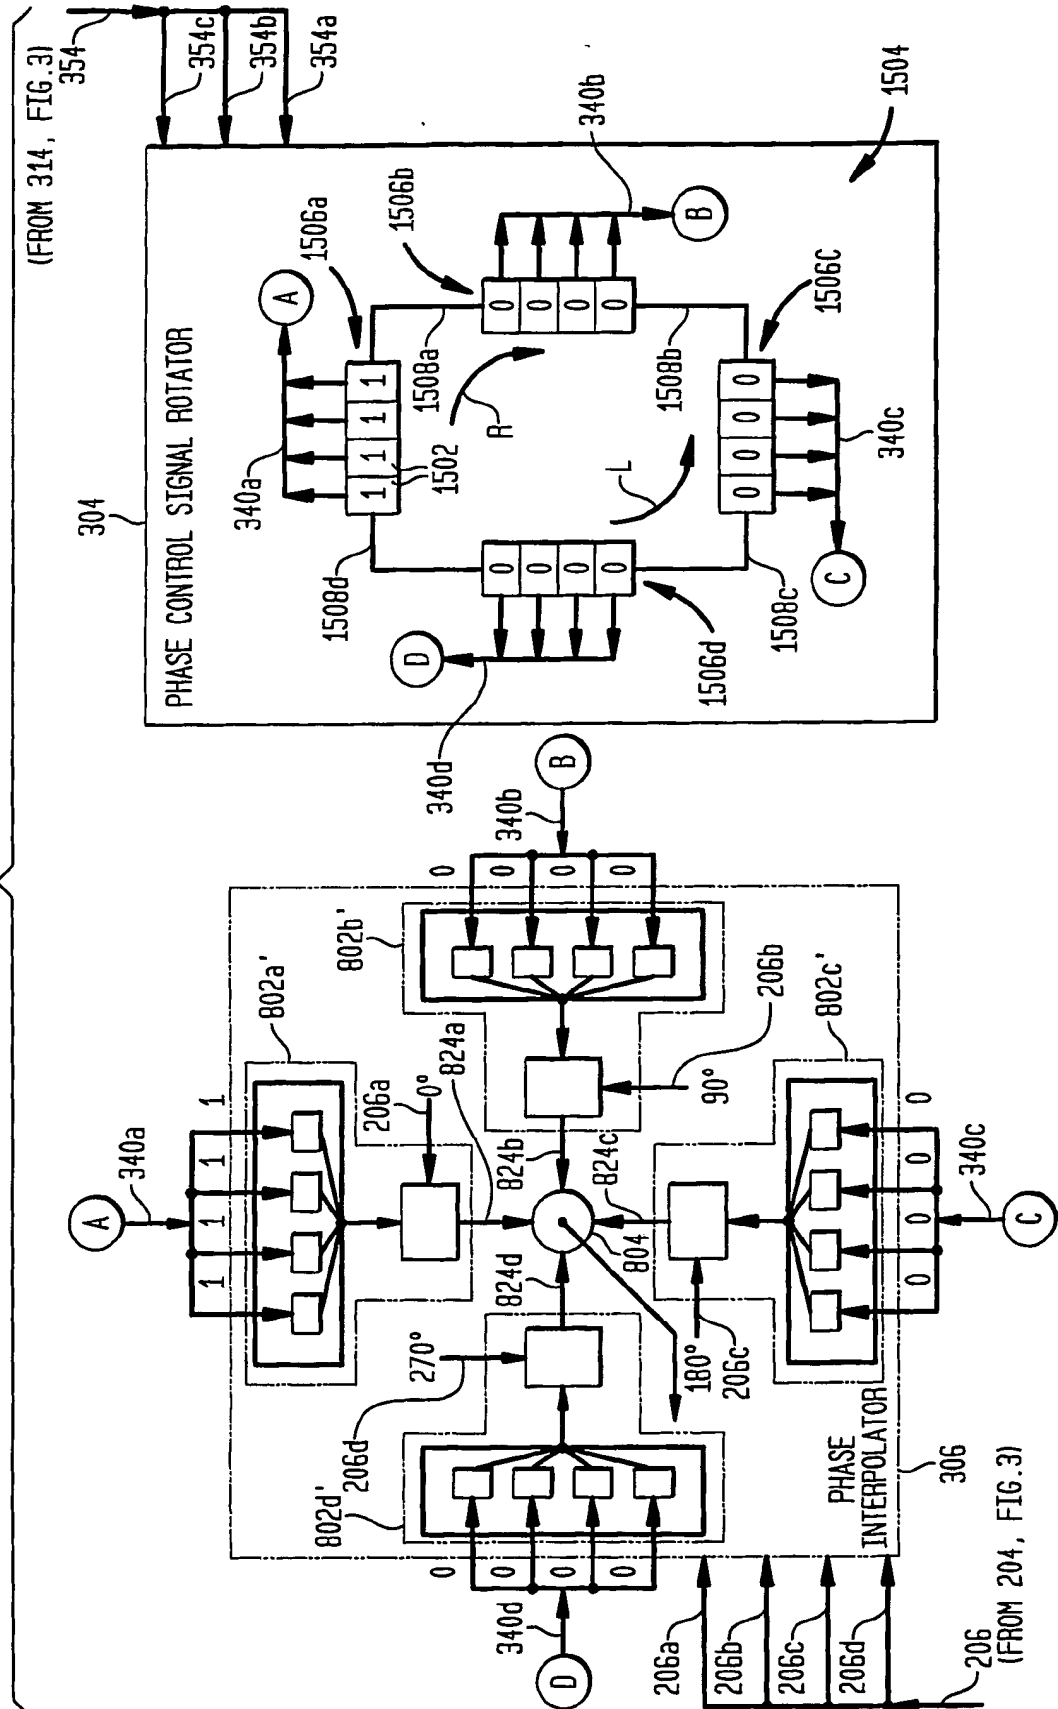 (FROM 314, FIG.3)
354
354c
354b
354a
304
PHASE CONTROL SIGNAL ROTATOR
340a
A
1506a
1 1 1 1
1502
1508d
1508a
1506b
R
340b
0
0
0
0
B
D
0
0
0
0
340d
L
1508b
1506d
1508c
0 0 0 0
1506C
340c
C
1504
A
340a
1 1 1 1
802a'
206a
0°
824a
802b'
340b
B
0
0
0
0
824b
90°
206b
824d
804
824c
270°
206d
802d'
0
0
0
0
340d
D
180°
206c
802c'
0 0 0 0
340c
C
PHASE
INTERPOLATOR
306
206a
206b
206c
206d
206
(FROM 204, FIG.3)